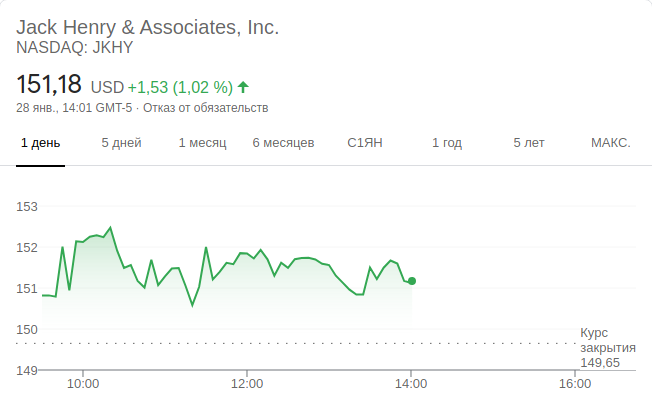 Jack Henry & Associates, Inc.
NASDAQ: JKHY
151,18 USD +1,53 (1,02 %)
28 янв., 14:01 GMT-5 · Отказ от обязательств
1 день 5 дней 1 месяц 6 месяцев С1ЯН 1 год 5 лет МАКС.
153
152
151
150
149
Курс
закрытия
149,65
10:00 12:00 14:00 16:00